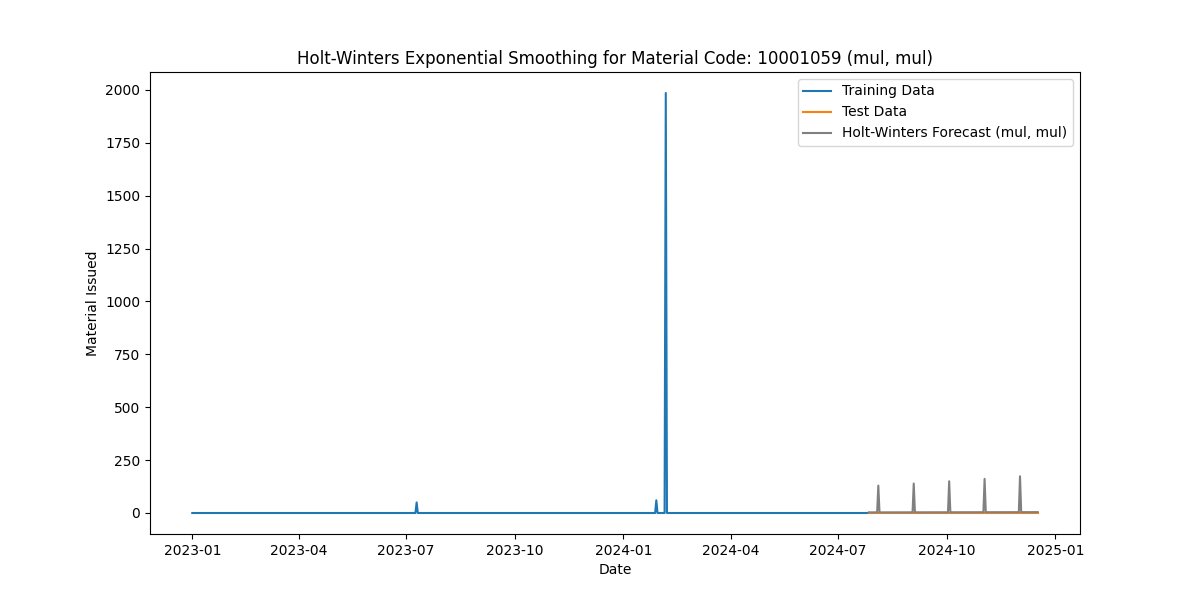 Holt-Winters Exponential Smoothing for Material Code: 10001059 (mul, mul)
Training Data
Test Data
Holt-Winters Forecast (mul, mul)
Material Issued
2000
1750
1500
1250
1000
750
500
250
0
2023-01 2023-04 2023-07 2023-10 2024-01 2024-04 2024-07 2024-10 2025-01
Date